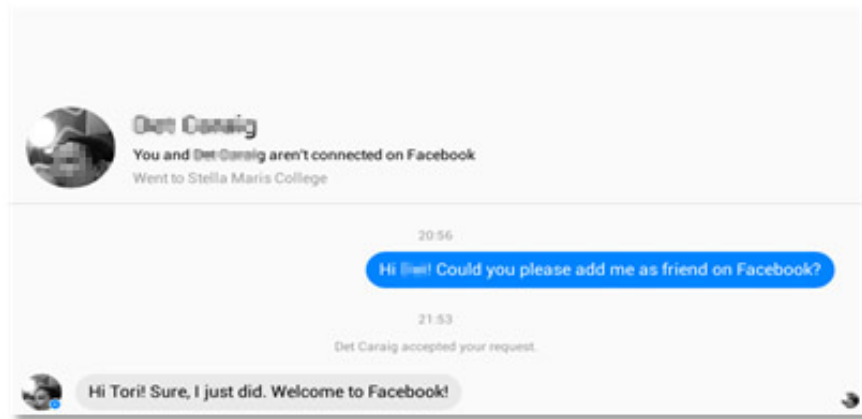 You and
aren't connected on Facebook
Went to Stella Maris College
20:56
Hi
! Could you please add me as friend on Facebook?
21:53
Det Caraig accepted your request.
Hi Tori! Sure, I just did. Welcome to Facebook!